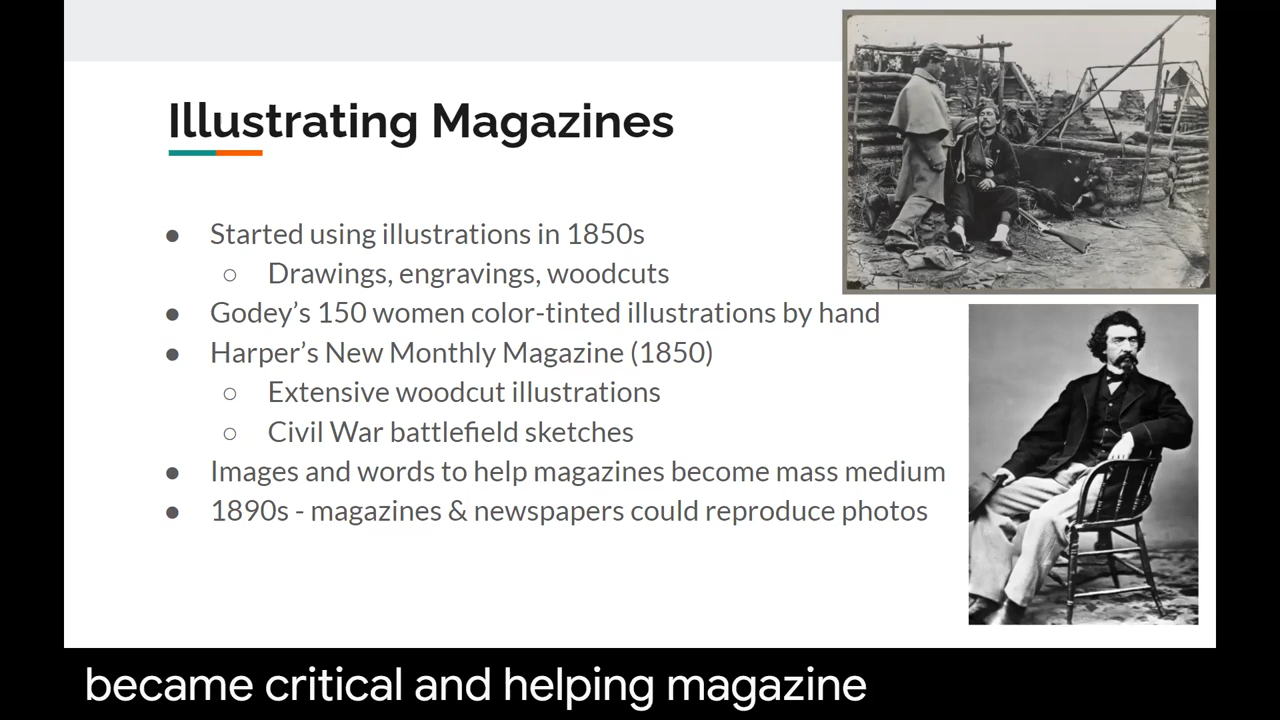 Illustrating Magazines
● Started using illustrations in 1850s
○ Drawings, engravings, woodcuts
● Godey’s 150 women color-tinted illustrations by hand
● Harper’s New Monthly Magazine (1850)
○ Extensive woodcut illustrations
○ Civil War battlefield sketches
● Images and words to help magazines become mass medium
● 1890s - magazines & newspapers could reproduce photos
became critical and helping magazine